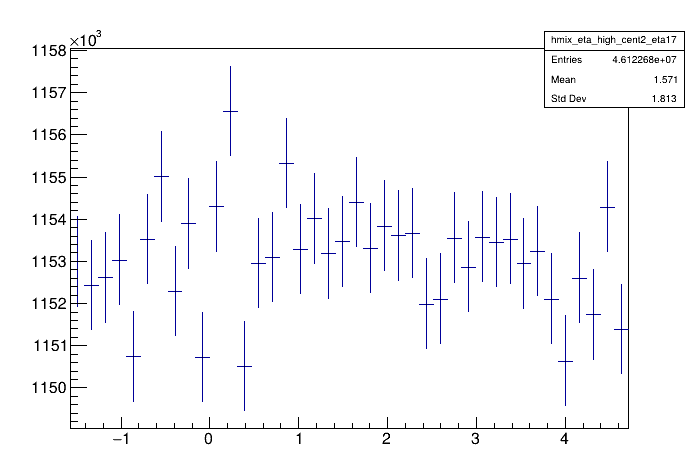 ×10³
hmix_eta_high_cent2_eta17
Entries 4.612268e+07
Mean 1.571
Std Dev 1.813
1158
1157
1156
1155
1154
1153
1152
1151
1150
−1 0 1 2 3 4